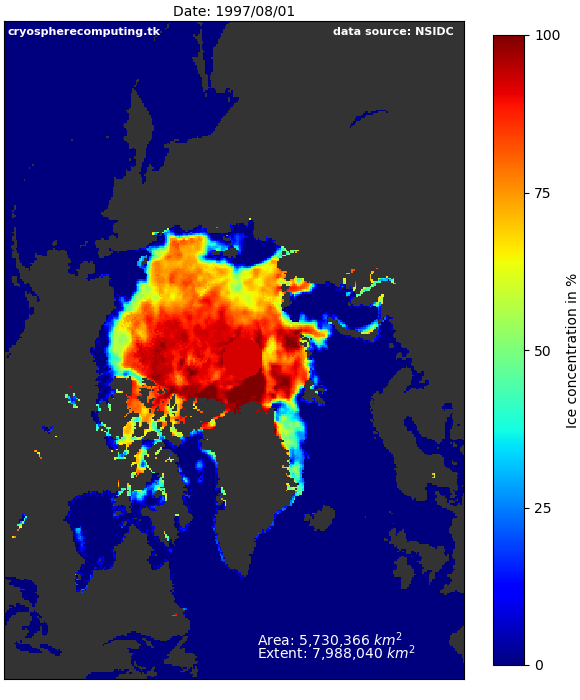 Date: 1997/08/01
cryospherecomputing.tk
data source: NSIDC
100
75
50
25
0
Ice concentration in %
Area: 5,730,366 km²
Extent: 7,988,040 km²